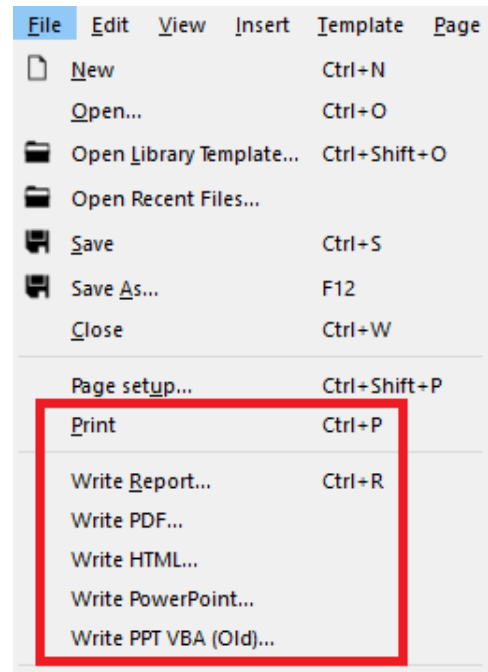 File Edit View Insert Template Page
New Ctrl+N
Open... Ctrl+O
Open Library Template... Ctrl+Shift+O
Open Recent Files...
Save Ctrl+S
Save As... F12
Close Ctrl+W
Page setup... Ctrl+Shift+P
Print Ctrl+P
Write Report... Ctrl+R
Write PDF...
Write HTML...
Write PowerPoint...
Write PPT VBA (Old)...